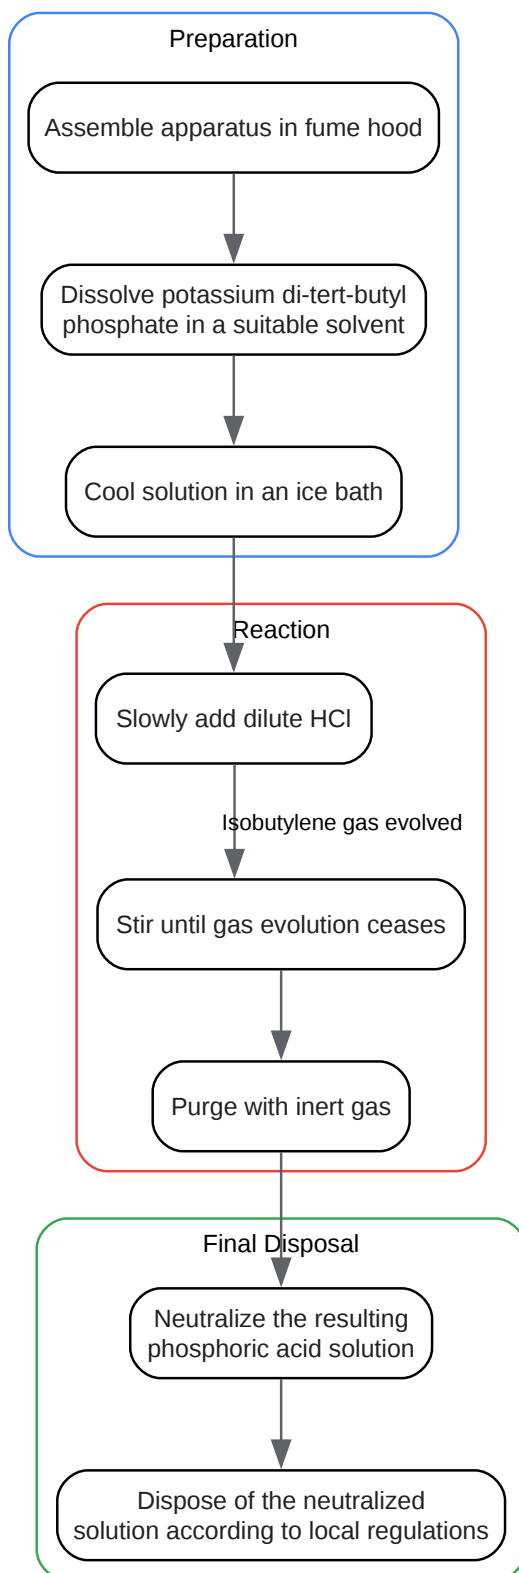 Preparation
Assemble apparatus in fume hood
Dissolve potassium di-tert-butyl
phosphate in a suitable solvent
Cool solution in an ice bath
Reaction
Slowly add dilute HCl
Isobutylene gas evolved
Stir until gas evolution ceases
Purge with inert gas
Final Disposal
Neutralize the resulting
phosphoric acid solution
Dispose of the neutralized
solution according to local regulations